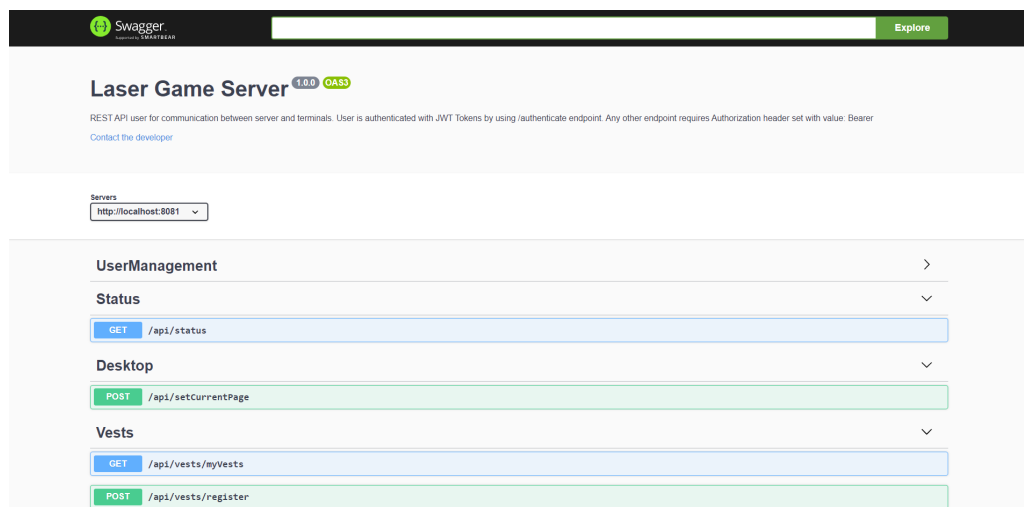 Swagger.
Supported by SMARTBEAR
Explore
Laser Game Server 1.0.0 OAS3
REST API user for communication between server and terminals. User is authenticated with JWT Tokens by using /authenticate endpoint. Any other endpoint requires Authorization header set with value: Bearer
Contact the developer
Servers
http://localhost:8081
UserManagement
Status
GET /api/status
Desktop
POST /api/setCurrentPage
Vests
GET /api/vests/myVests
POST /api/vests/register